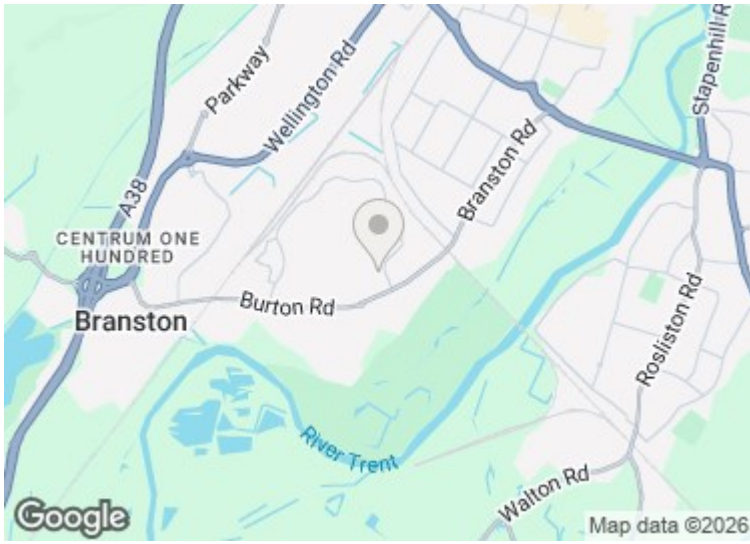 Parkway
Wellington Rd
Stapenhill R
A38
Branston Rd
CENTRUM ONE
HUNDRED
Burton Rd
Branston
Rosliston Rd
River Trent
Walton Rd
Google
Map data ©2026